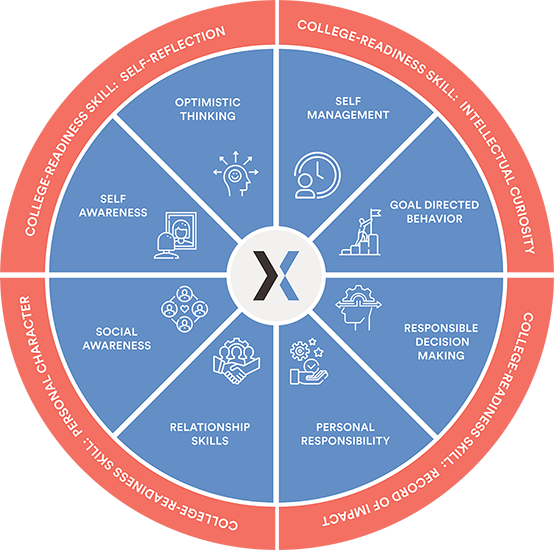 COLLEGE-READINESS SKILL: SELF-REFLECTION
COLLEGE-READINESS SKILL: INTELLECTUAL CURIOSITY
OPTIMISTIC
THINKING
SELF
MANAGEMENT
SELF
AWARENESS
GOAL DIRECTED
BEHAVIOR
SOCIAL
AWARENESS
RESPONSIBLE
DECISION
MAKING
RELATIONSHIP
SKILLS
PERSONAL
RESPONSIBILITY
COLLEGE-READINESS SKILL: PERSONAL CHARACTER
COLLEGE-READINESS SKILL: RECORD OF IMPACT